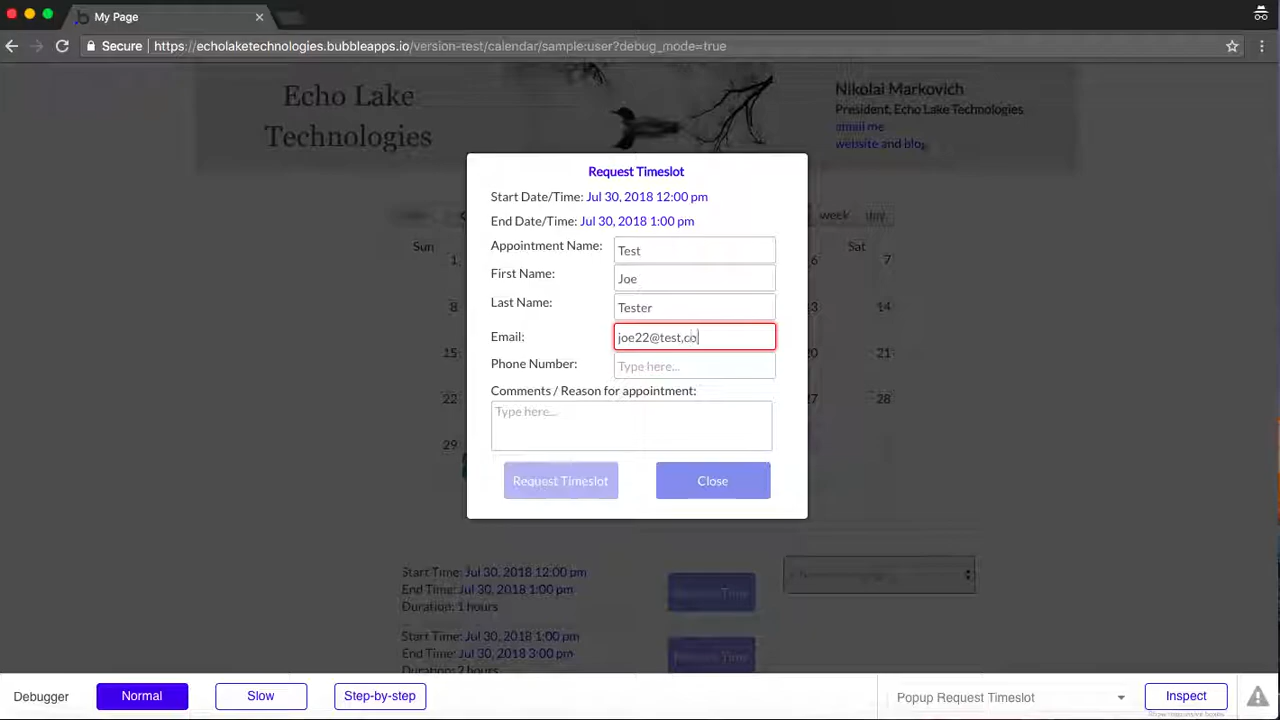 My Page
Secure https://echolaketechnologies.bubbleapps.io/version-test/calendar/sample:user?debug_mode=true
Echo Lake
Technologies
Nikolai Markovich
President, Echo Lake Technologies
email me
website and blog
Request Timeslot
Start Date/Time: Jul 30, 2018 12:00 pm
End Date/Time: Jul 30, 2018 1:00 pm
Appointment Name: Test
First Name: Joe
Last Name: Tester
Email: joe22@test,co
Phone Number: Type here...
Comments / Reason for appointment:
Type here...
Request Timeslot Close
week day
Sun Sat
1 6 7
8 13 14
15 20 21
22 28
29
Start Time: Jul 30, 2018 12:00 pm
End Time: Jul 30, 2018 1:00 pm
Duration: 1 hours
Time
Start Time: Jul 30, 2018 1:00 pm
End Time: Jul 30, 2018 3:00 pm
Duration: 2 hours
Time
Debugger Normal Slow Step-by-step Popup Request Timeslot Inspect